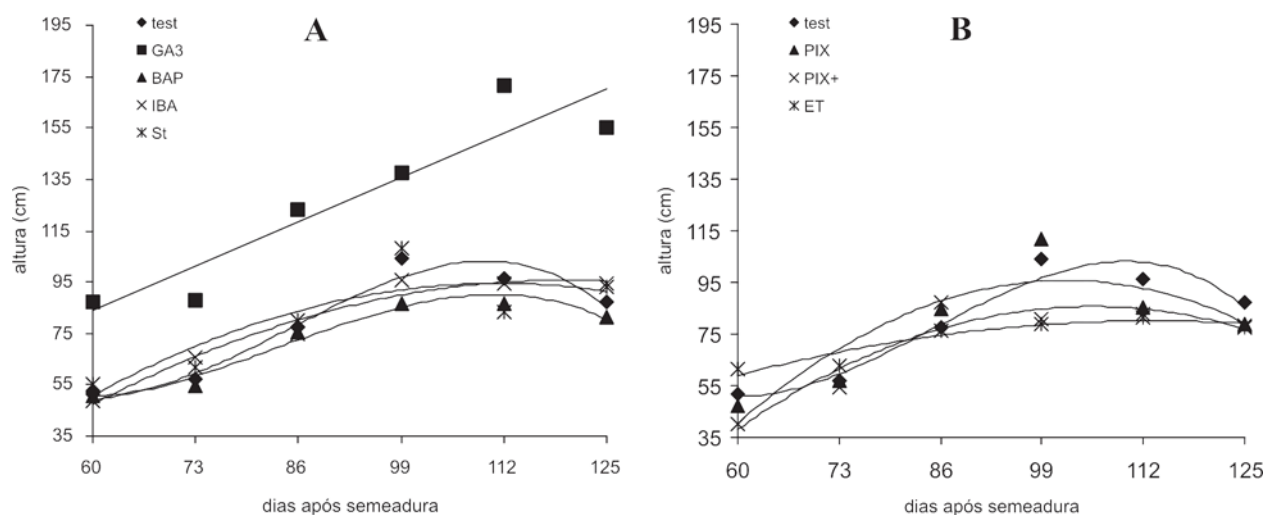 A
195
175
155
135
115
95
75
55
35
altura (cm)
test
GA3
BAP
IBA
St
60 73 86 99 112 125
dias após semeadura
B
195
175
155
135
115
95
75
55
35
altura (cm)
test
PIX
PIX+
ET
60 73 86 99 112 125
dias após semeadura